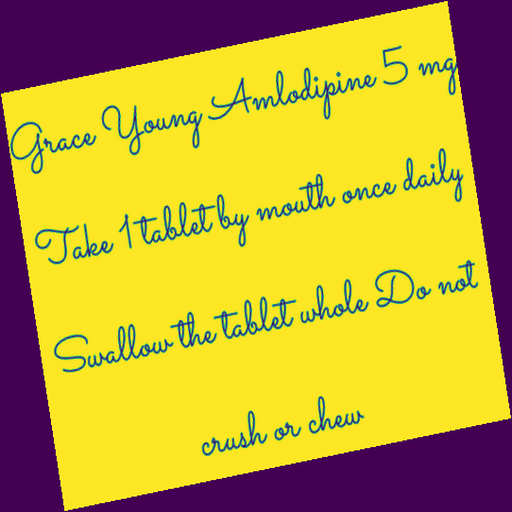 Grace Young Amlodipine 5 mg
Take 1 tablet by mouth once daily
Swallow the tablet whole Do not
crush or chew